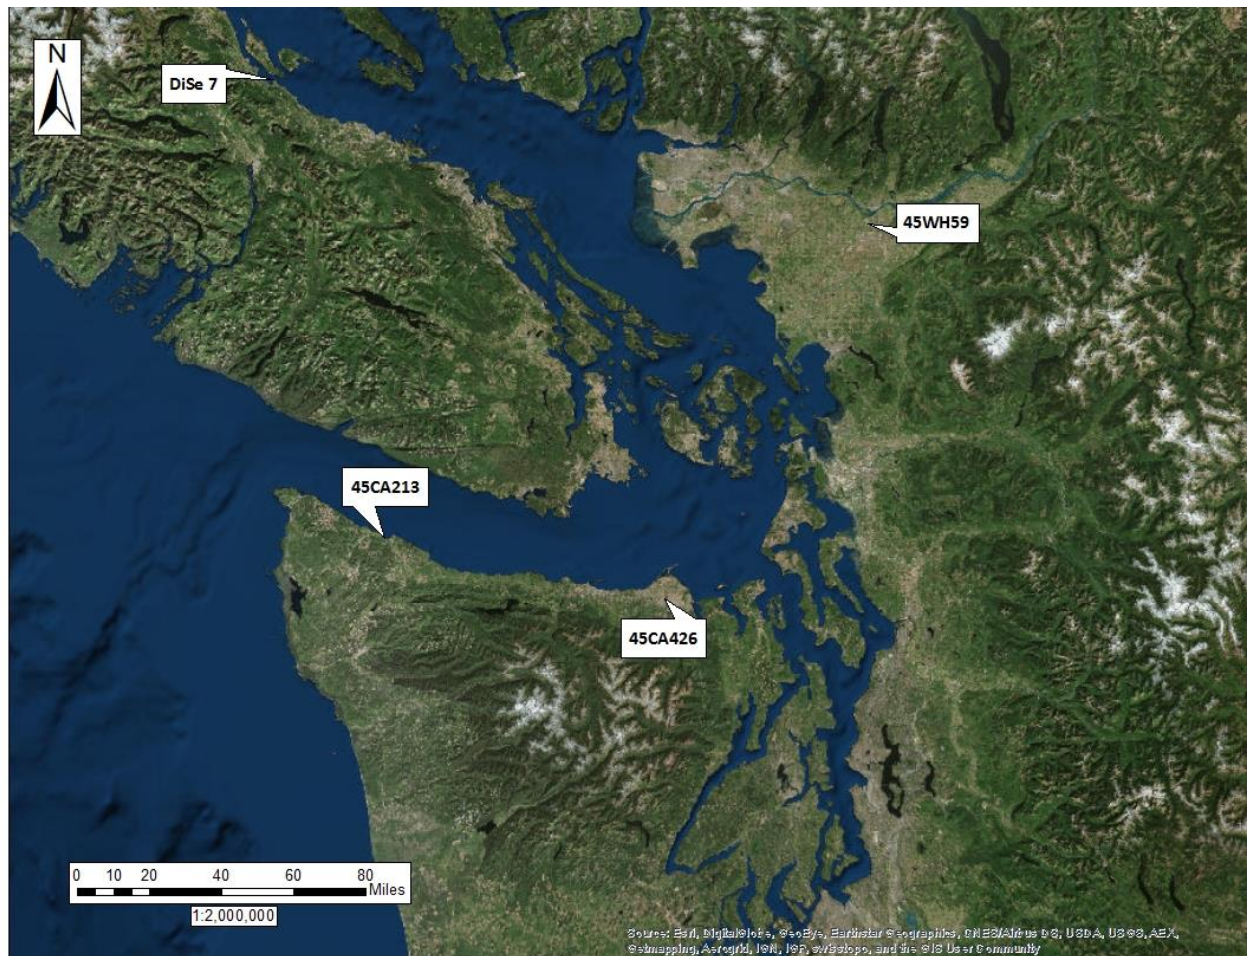 N
DiSe 7
45WH59
45CA213
45CA426
0 10 20 40 60 80
Miles
1:2,000,000
Source: Esri, DigitalGlobe, GeoEye, Earthstar Geographics, CNES/Airbus DS, USDA, USGS, AEX,
Getmapping, Aerogrid, IGN, IGP, swisstopo, and the GIS User Community